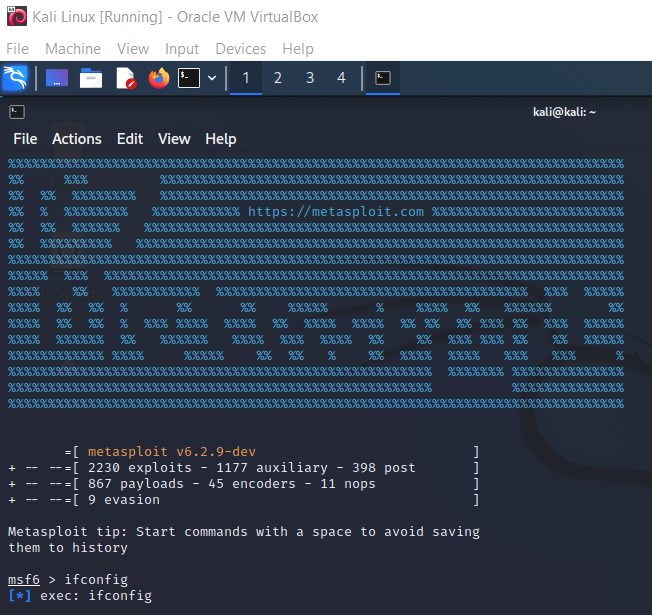 Kali Linux [Running] - Oracle VM VirtualBox
File Machine View Input Devices Help
1 2 3 4
kali@kali: ~
File Actions Edit View Help
https://metasploit.com
=[ metasploit v6.2.9-dev ]
+ -- --=[ 2230 exploits - 1177 auxiliary - 398 post ]
+ -- --=[ 867 payloads - 45 encoders - 11 nops ]
+ -- --=[ 9 evasion ]
Metasploit tip: Start commands with a space to avoid saving
them to history
msf6 > ifconfig
[*] exec: ifconfig